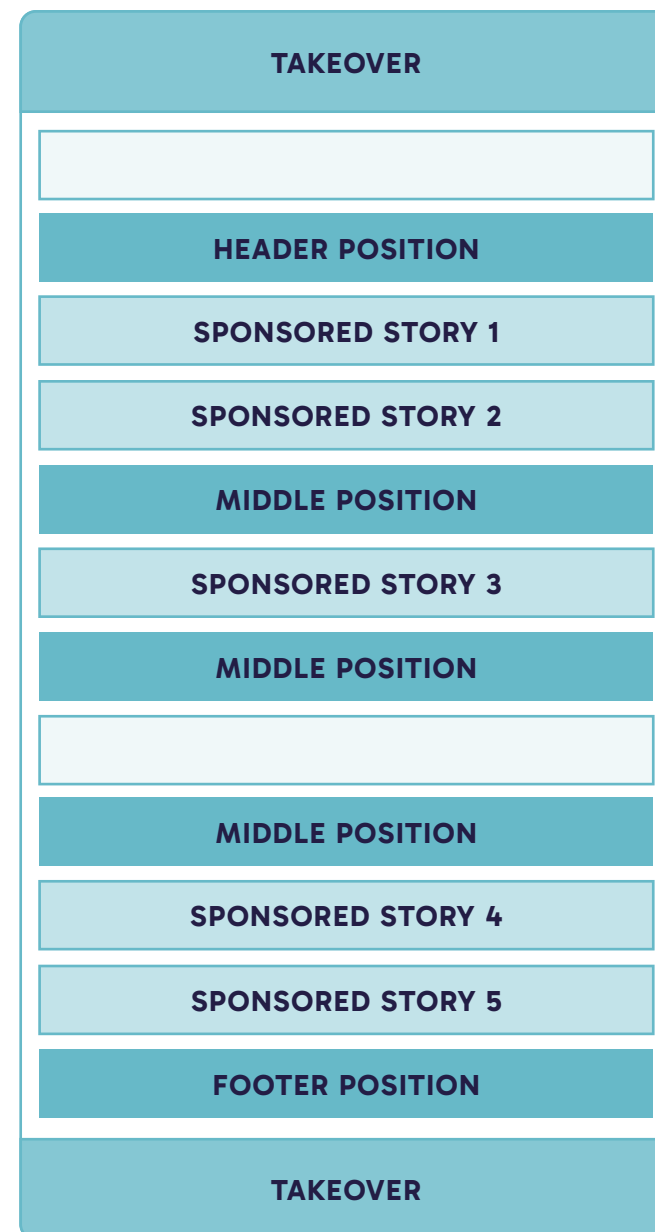 TAKEOVER
HEADER POSITION
SPONSORED STORY 1
SPONSORED STORY 2
MIDDLE POSITION
SPONSORED STORY 3
MIDDLE POSITION
MIDDLE POSITION
SPONSORED STORY 4
SPONSORED STORY 5
FOOTER POSITION
TAKEOVER